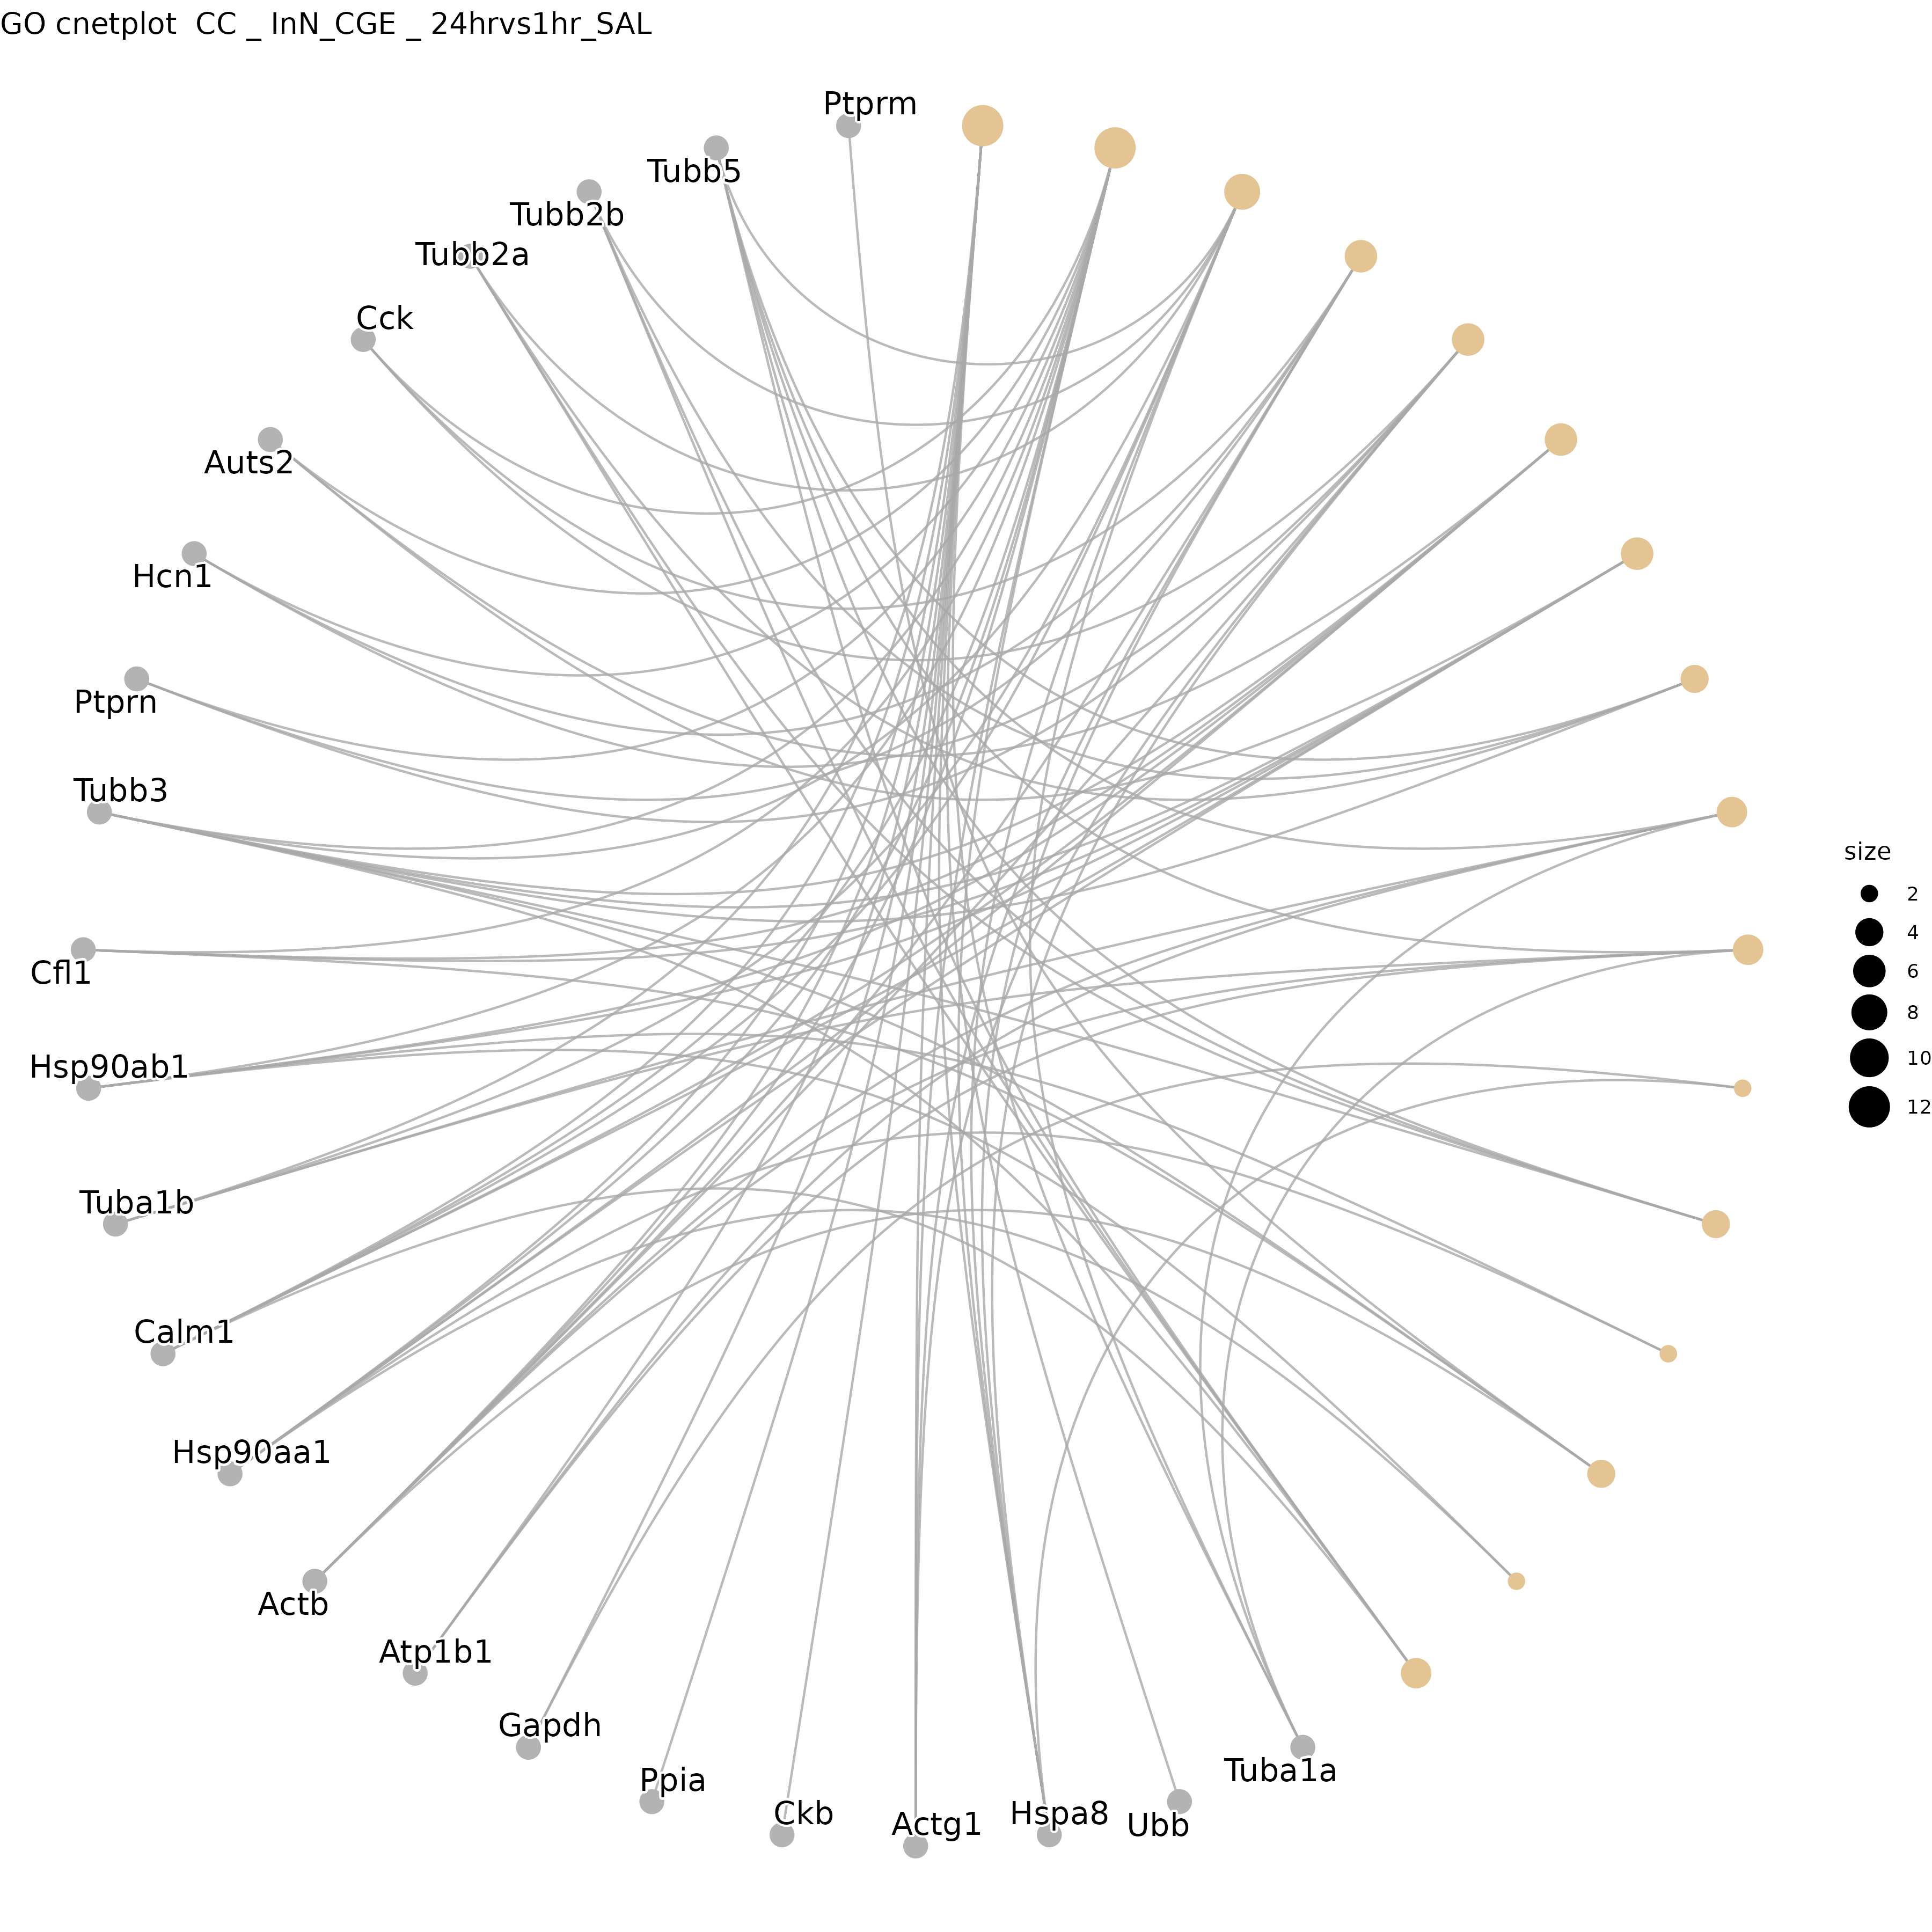 GO cnetplot  CC _ InN_CGE _ 24hrvs1hr_SAL
Ptprm
Tubb5
Tubb2b
Tubb2a
Cck
Auts2
Hcn1
Ptprn
Tubb3
Cfl1
Hsp90ab1
Tuba1b
Calm1
Hsp90aa1
Actb
Atp1b1
Gapdh
Ppia
Ckb
Actg1
Hspa8
Ubb
Tuba1a
size
2
4
6
8
10
12